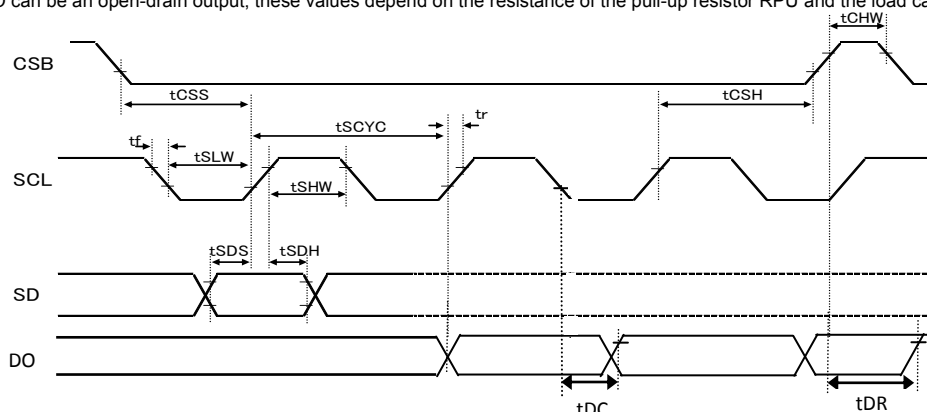 O can be an open-drain output, these values depend on the resistance of the pull-up resistor RPU and the load ca
tCHW
CSB
tCSS
tCSH
tSCYC
tr
tf
tSLW
SCL
tSHW
tSDS
tSDH
SD
DO
tDC
tDR